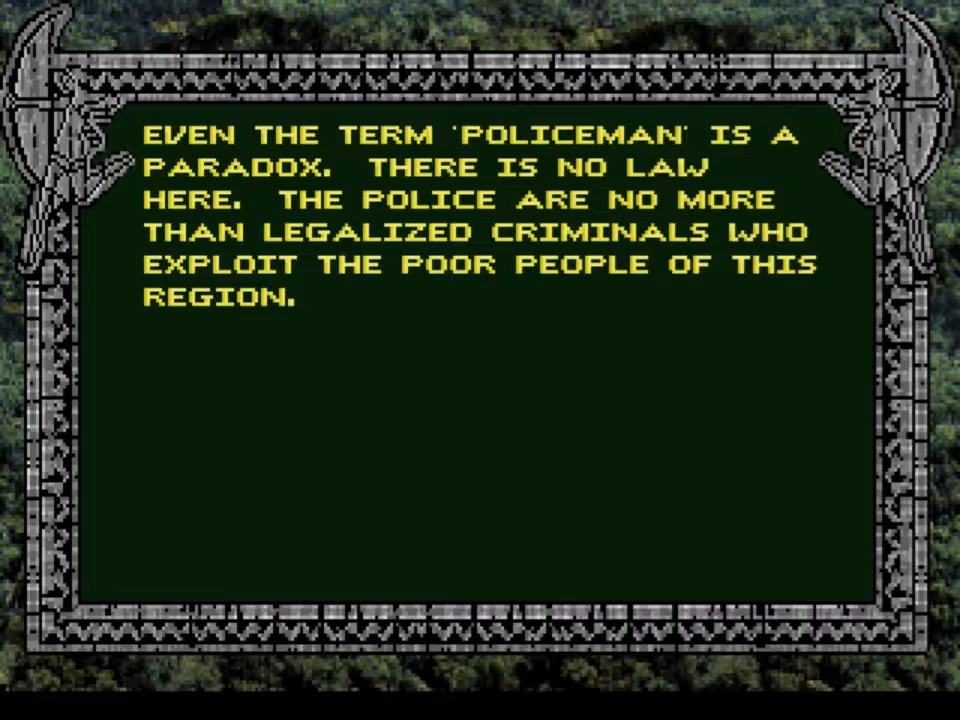 EVEN THE TERM 'POLICEMAN' IS A
PARADOX.  THERE IS NO LAW
HERE.  THE POLICE ARE NO MORE
THAN LEGALIZED CRIMINALS WHO
EXPLOIT THE POOR PEOPLE OF THIS
REGION.